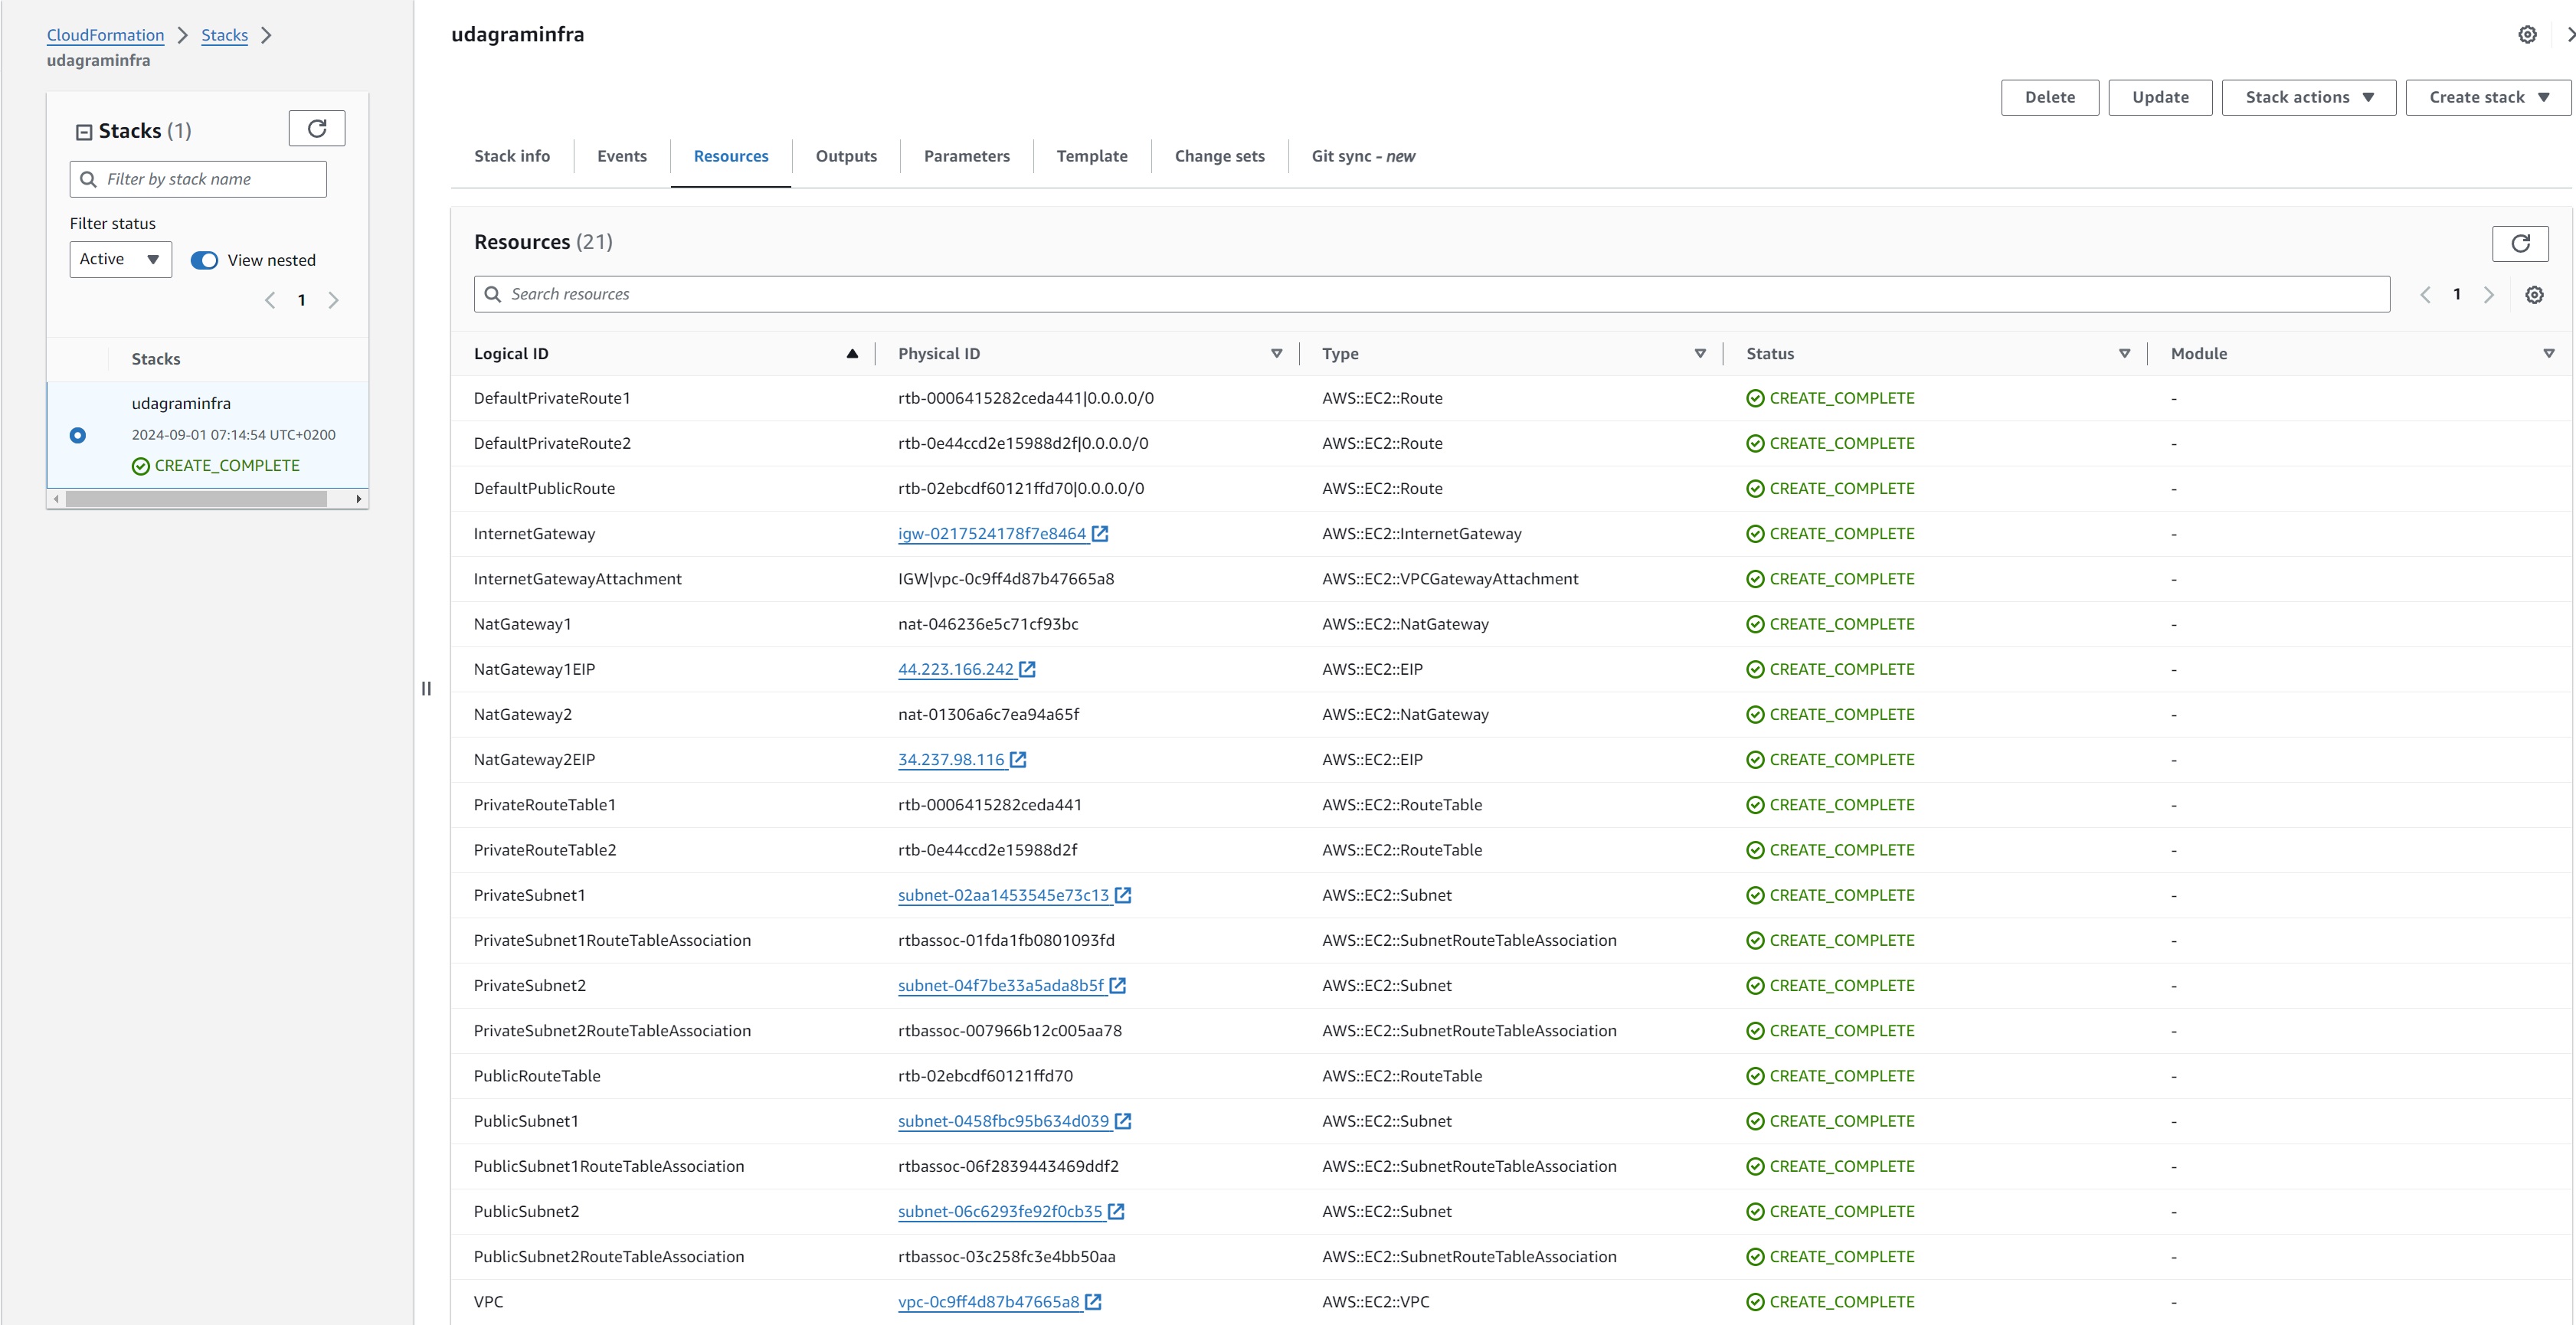 CloudFormation > Stacks >
udagraminfra
Stacks (1)
Filter by stack name
Filter status
Active
View nested
1
Stacks
udagraminfra
2024-09-01 07:14:54 UTC+0200
CREATE_COMPLETE
udagraminfra
Delete Update Stack actions Create stack
Stack info Events Resources Outputs Parameters Template Change sets Git sync - new
Resources (21)
Search resources
1
Logical ID Physical ID Type Status Module
DefaultPrivateRoute1 rtb-0006415282ceda441|0.0.0.0/0 AWS::EC2::Route CREATE_COMPLETE -
DefaultPrivateRoute2 rtb-0e44ccd2e15988d2f|0.0.0.0/0 AWS::EC2::Route CREATE_COMPLETE -
DefaultPublicRoute rtb-02ebcdf60121ffd70|0.0.0.0/0 AWS::EC2::Route CREATE_COMPLETE -
InternetGateway igw-0217524178f7e8464 AWS::EC2::InternetGateway CREATE_COMPLETE -
InternetGatewayAttachment IGW|vpc-0c9ff4d87b47665a8 AWS::EC2::VPCGatewayAttachment CREATE_COMPLETE -
NatGateway1 nat-046236e5c71cf93bc AWS::EC2::NatGateway CREATE_COMPLETE -
NatGateway1EIP 44.223.166.242 AWS::EC2::EIP CREATE_COMPLETE -
NatGateway2 nat-01306a6c7ea94a65f AWS::EC2::NatGateway CREATE_COMPLETE -
NatGateway2EIP 34.237.98.116 AWS::EC2::EIP CREATE_COMPLETE -
PrivateRouteTable1 rtb-0006415282ceda441 AWS::EC2::RouteTable CREATE_COMPLETE -
PrivateRouteTable2 rtb-0e44ccd2e15988d2f AWS::EC2::RouteTable CREATE_COMPLETE -
PrivateSubnet1 subnet-02aa1453545e73c13 AWS::EC2::Subnet CREATE_COMPLETE -
PrivateSubnet1RouteTableAssociation rtbassoc-01fda1fb0801093fd AWS::EC2::SubnetRouteTableAssociation CREATE_COMPLETE -
PrivateSubnet2 subnet-04f7be33a5ada8b5f AWS::EC2::Subnet CREATE_COMPLETE -
PrivateSubnet2RouteTableAssociation rtbassoc-007966b12c005aa78 AWS::EC2::SubnetRouteTableAssociation CREATE_COMPLETE -
PublicRouteTable rtb-02ebcdf60121ffd70 AWS::EC2::RouteTable CREATE_COMPLETE -
PublicSubnet1 subnet-0458fbc95b634d039 AWS::EC2::Subnet CREATE_COMPLETE -
PublicSubnet1RouteTableAssociation rtbassoc-06f2839443469ddf2 AWS::EC2::SubnetRouteTableAssociation CREATE_COMPLETE -
PublicSubnet2 subnet-06c6293fe92f0cb35 AWS::EC2::Subnet CREATE_COMPLETE -
PublicSubnet2RouteTableAssociation rtbassoc-03c258fc3e4bb50aa AWS::EC2::SubnetRouteTableAssociation CREATE_COMPLETE -
VPC vpc-0c9ff4d87b47665a8 AWS::EC2::VPC CREATE_COMPLETE -